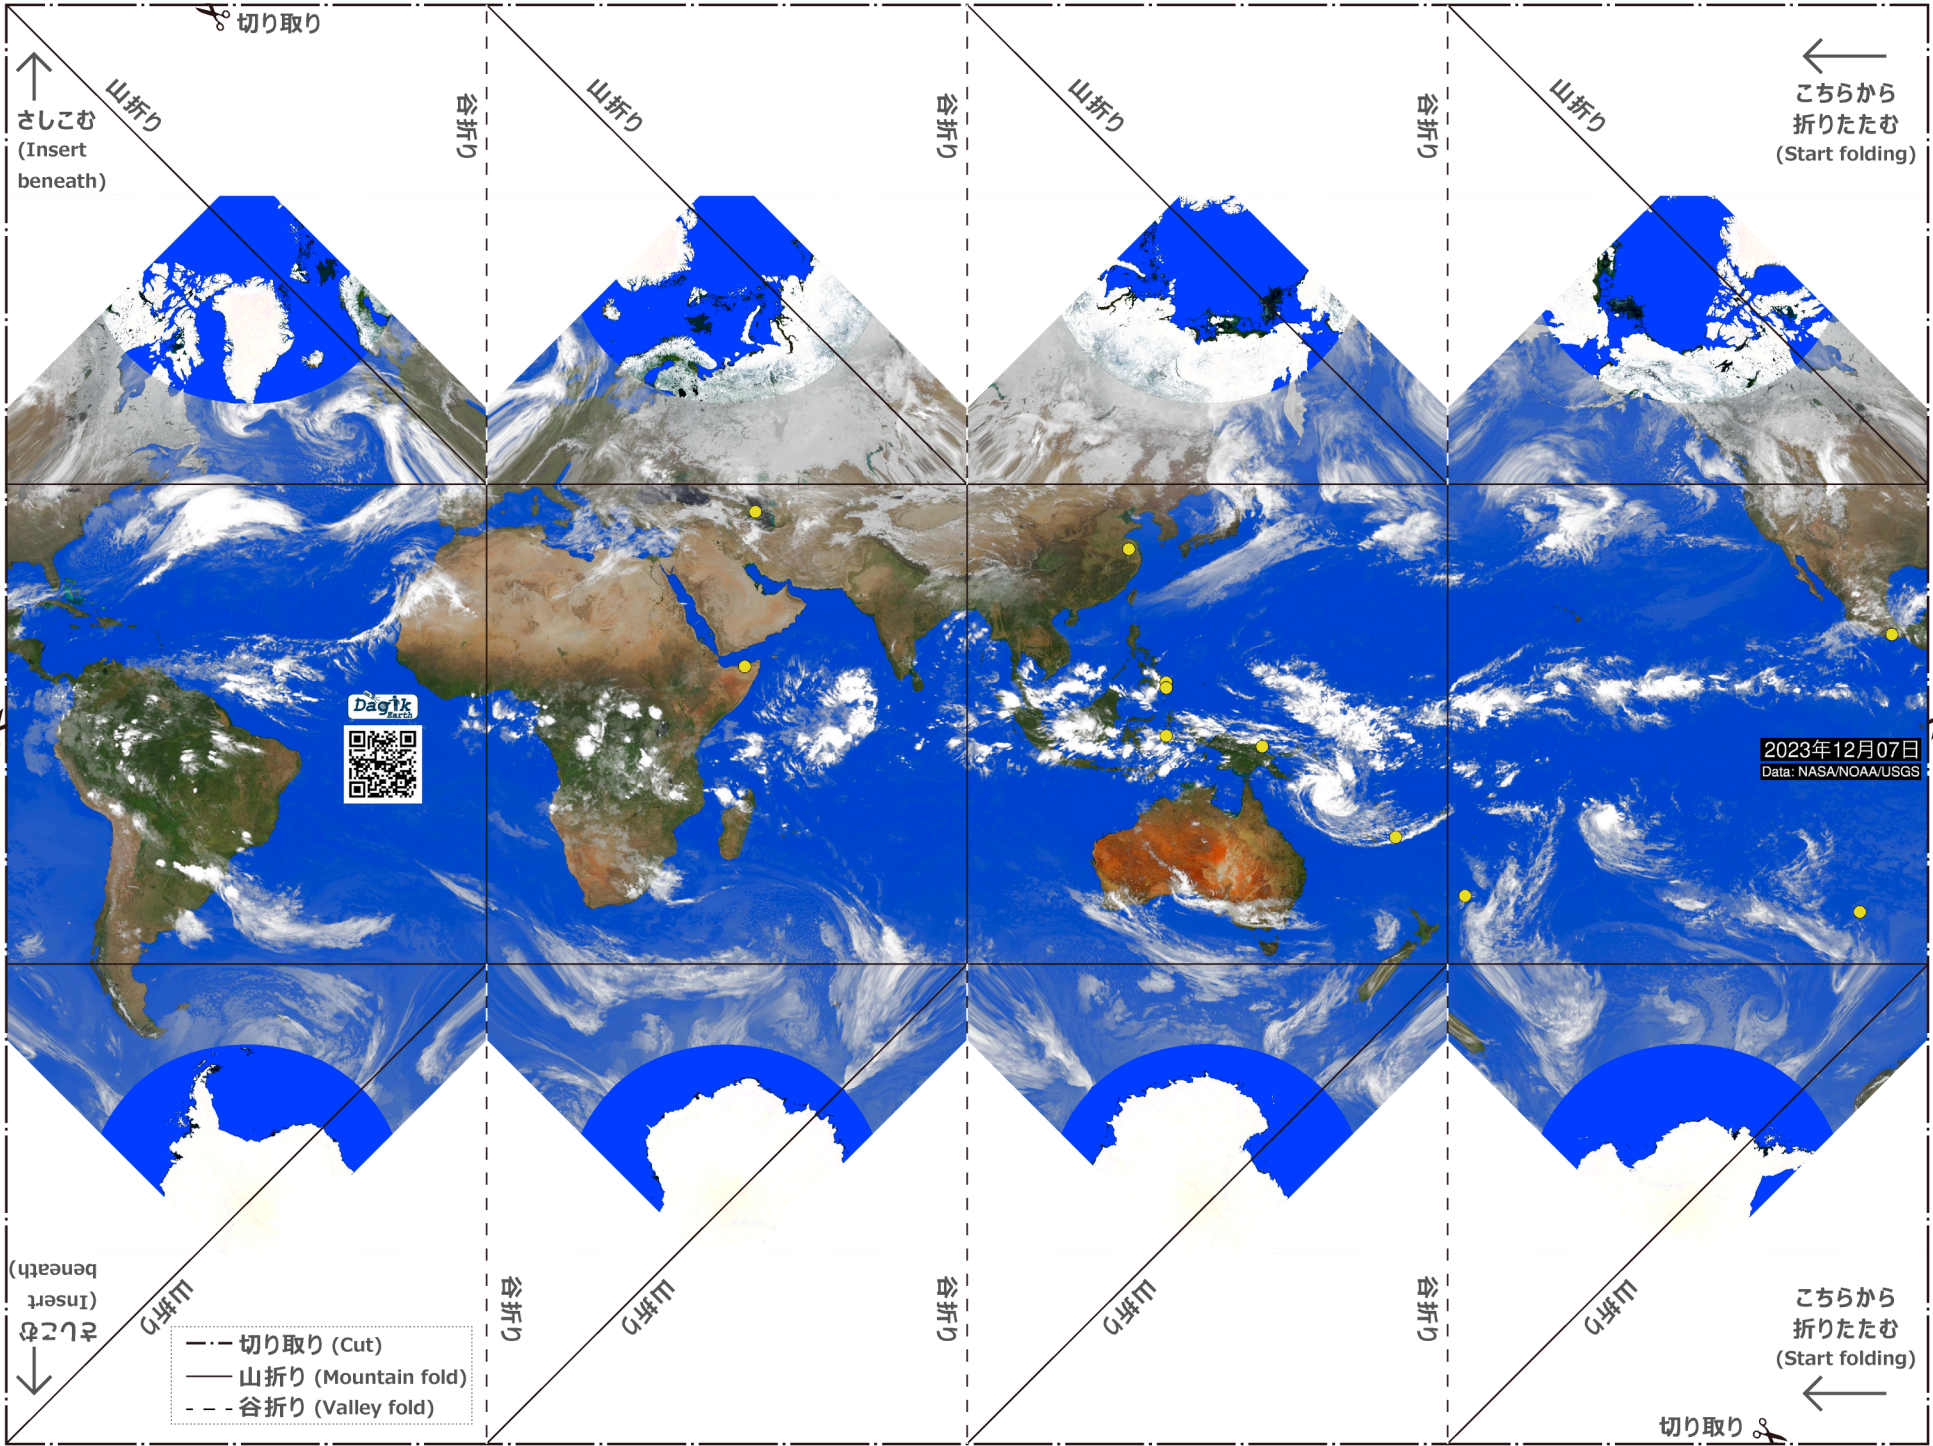 切り取り
山折り
谷折り
山折り
谷折り
山折り
谷折り
山折り
こちらから
折りたたむ
(Start folding)
さしこむ
(Insert
beneath)
Dagik
Earth
2023年12月07日
Data: NASA/NOAA/USGS
さしこむ
(Insert
beneath)
山折り
谷折り
山折り
谷折り
山折り
谷折り
山折り
こちらから
折りたたむ
(Start folding)
切り取り (Cut)
山折り (Mountain fold)
谷折り (Valley fold)
切り取り